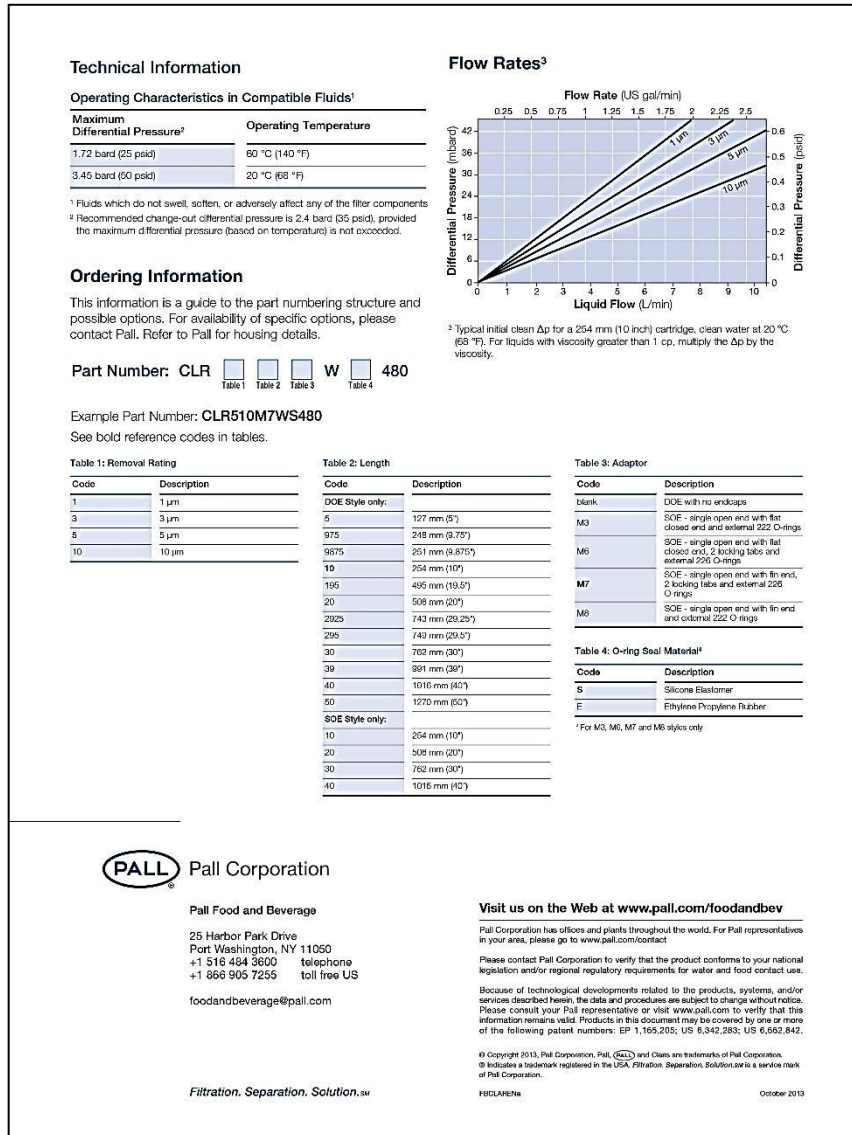 Technical Information
Operating Characteristics in Compatible Fluids¹
Maximum Differential Pressure² Operating Temperature
1.72 bard (25 psid) 60 °C (140 °F)
3.45 bard (50 psid) 20 °C (68 °F)
¹ Fluids which do not swell, soften, or adversely affect any of the filter components
² Recommended change-out differential pressure is 2.4 bard (35 psid), provided
the maximum differential pressure (based on temperature) is not exceeded.
Ordering Information
This information is a guide to the part numbering structure and
possible options. For availability of specific options, please
contact Pall. Refer to Pall for housing details.
Part Number: CLR W 480
Table 1 Table 2 Table 3 Table 4
Example Part Number: CLR510M7WS480
See bold reference codes in tables.
Flow Rates³
Flow Rate (US gal/min)
0.25 0.5 0.75 1 1.25 1.5 1.75 2 2.25 2.5
Differential Pressure (mbard)
42
36
30
24
18
12
6
0
1 µm
3 µm
5 µm
10 µm
0.6
0.5
0.4
0.3
0.2
0.1
0
Differential Pressure (psid)
0 1 2 3 4 5 6 7 8 9 10
Liquid Flow (L/min)
³ Typical initial clean Δp for a 254 mm (10 inch) cartridge, clean water at 20 °C
(68 °F). For liquids with viscosity greater than 1 cp, multiply the Δp by the
viscosity.
Table 1: Removal Rating
Code Description
1 1 µm
3 3 µm
5 5 µm
10 10 µm
Table 2: Length
Code Description
DOE Style only:
5 127 mm (5")
975 248 mm (9.75")
9875 251 mm (9.875")
10 254 mm (10")
195 495 mm (19.5")
20 508 mm (20")
2925 743 mm (29.25")
295 749 mm (29.5")
30 762 mm (30")
39 991 mm (39")
40 1016 mm (40")
50 1270 mm (50")
SOE Style only:
10 254 mm (10")
20 508 mm (20")
30 762 mm (30")
40 1016 mm (40")
Table 3: Adaptor
Code Description
blank DOE with no endcaps
M3 SOE - single open end with flat
closed end and external 222 O-rings
M6 SOE - single open end with flat
closed end, 2 locking tabs and
external 226 O-rings
M7 SOE - single open end with fin end,
2 locking tabs and external 226
O-rings
M8 SOE - single open end with fin end
and external 222 O-rings
Table 4: O-ring Seal Material⁴
Code Description
S Silicone Elastomer
E Ethylene Propylene Rubber
⁴ For M3, M6, M7 and M8 styles only
PALL® Pall Corporation
Pall Food and Beverage
25 Harbor Park Drive
Port Washington, NY 11050
+1 516 484 3600 telephone
+1 866 905 7255 toll free US
foodandbeverage@pall.com
Filtration. Separation. Solution.SM
Visit us on the Web at www.pall.com/foodandbev
Pall Corporation has offices and plants throughout the world. For Pall representatives
in your area, please go to www.pall.com/contact
Please contact Pall Corporation to verify that the product conforms to your national
legislation and/or regional regulatory requirements for water and food contact use.
Because of technological developments related to the products, systems, and/or
services described herein, the data and procedures are subject to change without notice.
Please consult your Pall representative or visit www.pall.com to verify that this
information remains valid. Products in this document may be covered by one or more
of the following patent numbers: EP 1,165,205; US 6,342,283; US 6,662,842.
© Copyright 2013, Pall Corporation. Pall, PALL and Claris are trademarks of Pall Corporation.
® Indicates a trademark registered in the USA. Filtration. Separation. Solution.SM is a service mark
of Pall Corporation.
FBCLARENa October 2013